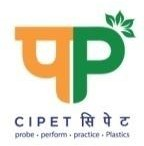 पP
CIPET सिपेट
probe • perform • practice • Plastics